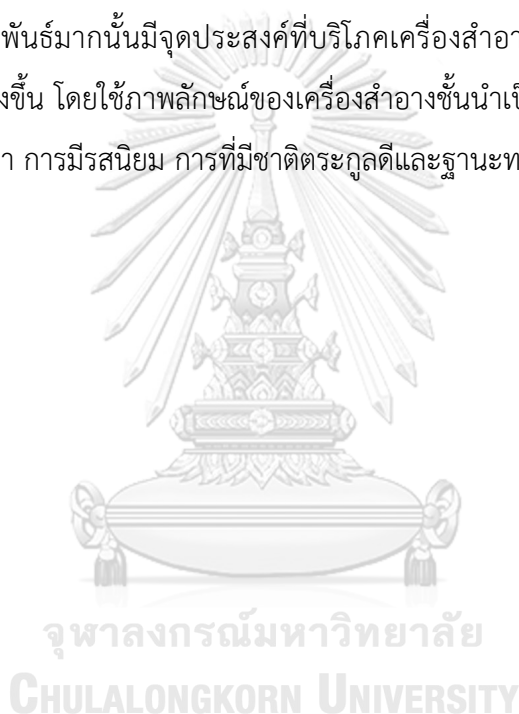 พันธ์มากนั้นมีจุดประสงค์ที่บริโภคเครื่องสำอา
งขึ้น โดยใช้ภาพลักษณ์ของเครื่องสำอางชั้นนำเป็
า การมีรสนิยม การที่มีชาติตระกูลดีและฐานะท
จุฬาลงกรณ์มหาวิทยาลัย
CHULALONGKORN UNIVERSITY